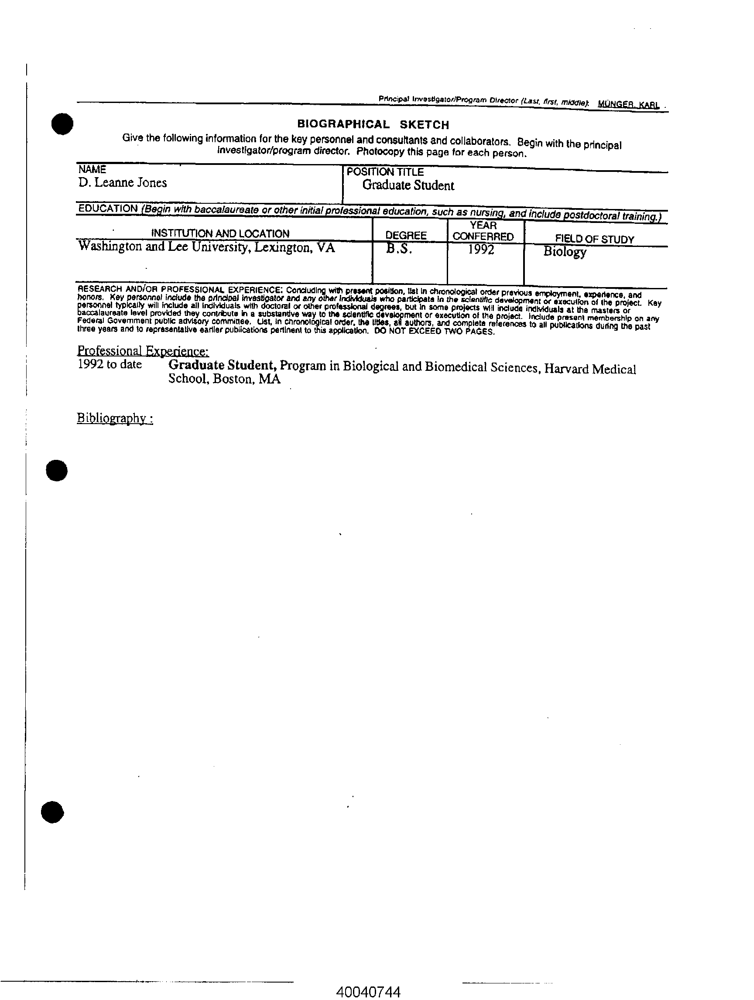 Principal Investigator/Program Director (Last, first, middle): MUNGER, KARL
BIOGRAPHICAL SKETCH
Give the following information for the key personnel and consultants and collaborators. Begin with the principal
investigator/program director. Photocopy this page for each person.
NAME
D. Leanne Jones
POSITION TITLE
Graduate Student
EDUCATION (Begin with baccalaureate or other initial professional education, such as nursing, and include postdoctoral training.)
INSTITUTION AND LOCATION DEGREE YEAR CONFERRED FIELD OF STUDY
Washington and Lee University, Lexington, VA B.S. 1992 Biology
RESEARCH AND/OR PROFESSIONAL EXPERIENCE: Concluding with present position, list in chronological order previous employment, experience, and
honors. Key personnel include the principal investigator and any other individuals who participate in the scientific development or execution of the project. Key
personnel typically will include all individuals with doctoral or other professional degrees, but in some projects will include individuals at the masters or
baccalaureate level provided they contribute in a substantive way to the scientific development or execution of the project. Include present membership on any
Federal Government public advisory committee. List, in chronological order, the titles, all authors, and complete references to all publications during the past
three years and to representative earlier publications pertinent to this application. DO NOT EXCEED TWO PAGES.
Professional Experience:
1992 to date Graduate Student, Program in Biological and Biomedical Sciences, Harvard Medical
School, Boston, MA
Bibliography :
40040744